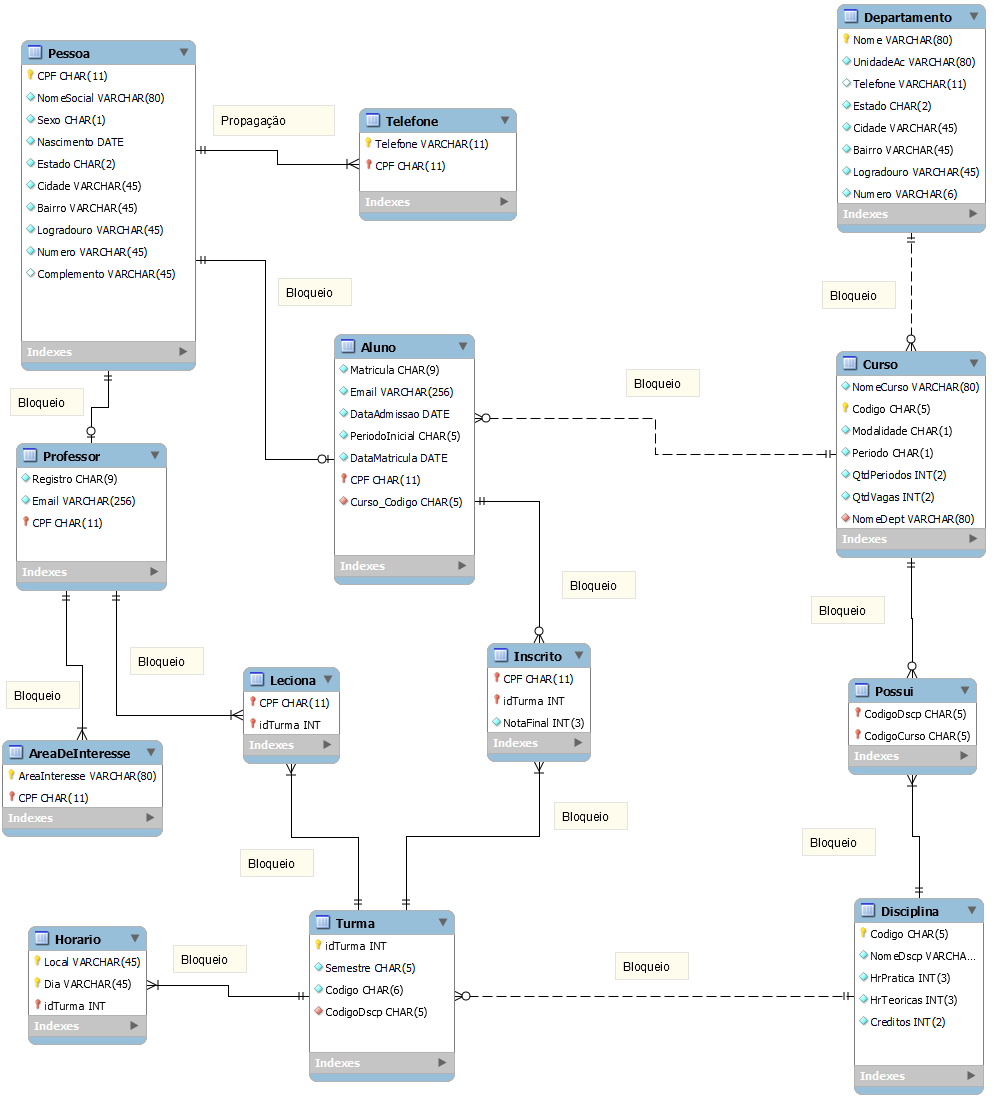 Departamento
Nome VARCHAR(80)
UnidadeAc VARCHAR(80)
Telefone VARCHAR(11)
Estado CHAR(2)
Cidade VARCHAR(45)
Bairro VARCHAR(45)
Logradouro VARCHAR(45)
Numero VARCHAR(6)
Indexes
Pessoa
CPF CHAR(11)
NomeSocial VARCHAR(80)
Sexo CHAR(1)
Nascimento DATE
Estado CHAR(2)
Cidade VARCHAR(45)
Bairro VARCHAR(45)
Logradouro VARCHAR(45)
Numero VARCHAR(45)
Complemento VARCHAR(45)
Indexes
Propagação
Telefone
Telefone VARCHAR(11)
CPF CHAR(11)
Indexes
Bloqueio
Bloqueio
Aluno
Matricula CHAR(9)
Email VARCHAR(256)
DataAdmissao DATE
PeriodoInicial CHAR(5)
DataMatricula DATE
CPF CHAR(11)
Curso_Codigo CHAR(5)
Indexes
Bloqueio
Curso
NomeCurso VARCHAR(80)
Codigo CHAR(5)
Modalidade CHAR(1)
Periodo CHAR(1)
QtdPeriodos INT(2)
QtdVagas INT(2)
NomeDept VARCHAR(80)
Indexes
Bloqueio
Professor
Registro CHAR(9)
Email VARCHAR(256)
CPF CHAR(11)
Indexes
Bloqueio
Bloqueio
Bloqueio
Bloqueio
Leciona
CPF CHAR(11)
idTurma INT
Indexes
Inscrito
CPF CHAR(11)
idTurma INT
NotaFinal INT(3)
Indexes
Possui
CodigoDscp CHAR(5)
CodigoCurso CHAR(5)
Indexes
AreaDeInteresse
AreaInteresse VARCHAR(80)
CPF CHAR(11)
Indexes
Bloqueio
Bloqueio
Bloqueio
Horario
Local VARCHAR(45)
Dia VARCHAR(45)
idTurma INT
Indexes
Bloqueio
Turma
idTurma INT
Semestre CHAR(5)
Codigo CHAR(6)
CodigoDscp CHAR(5)
Indexes
Bloqueio
Disciplina
Codigo CHAR(5)
NomeDscp VARCHA...
HrPratica INT(3)
HrTeoricas INT(3)
Creditos INT(2)
Indexes